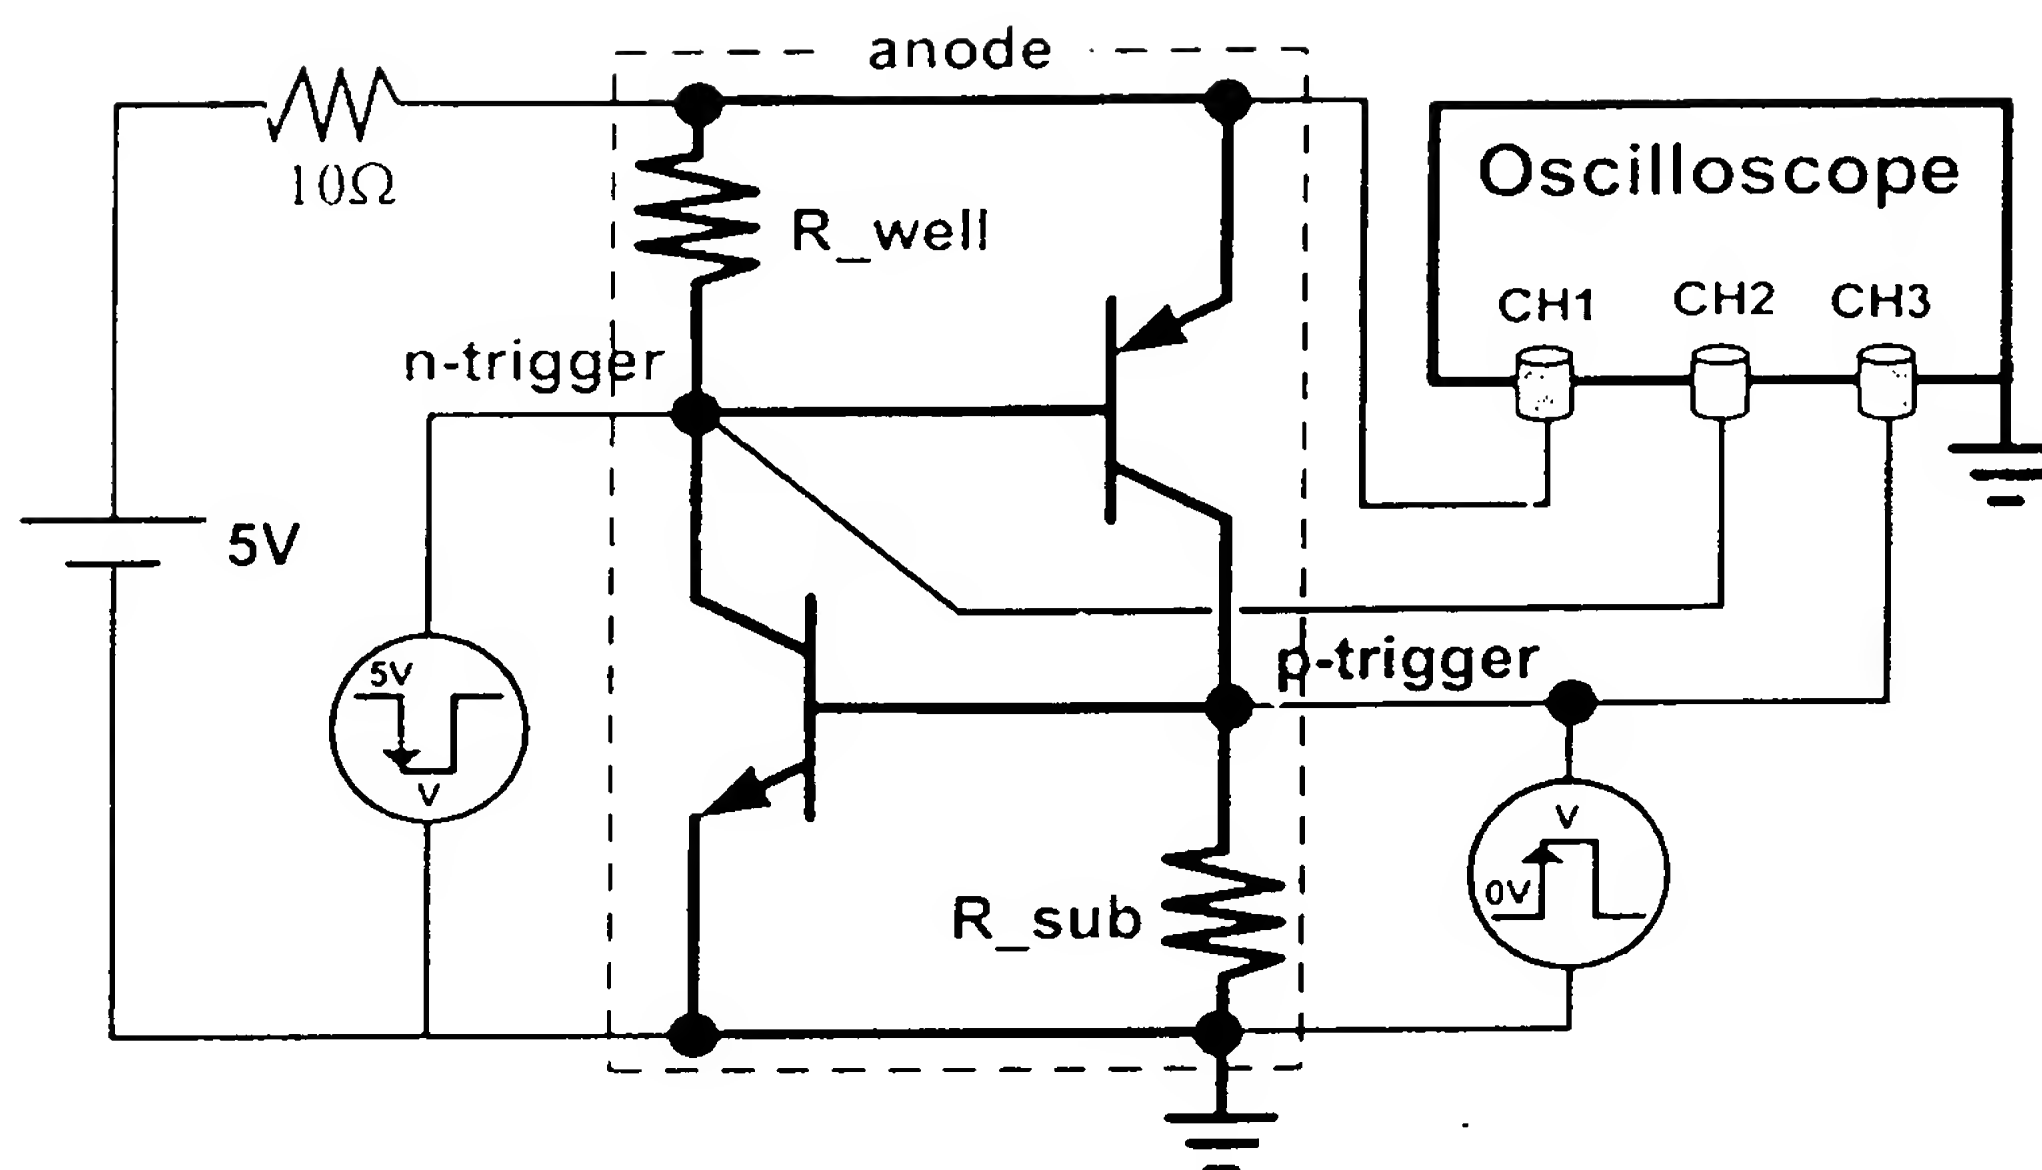 anode
10Ω
R_well
Oscilloscope
CH1
CH2
CH3
n-trigger
5V
5V
V
p-trigger
V
0V
R_sub